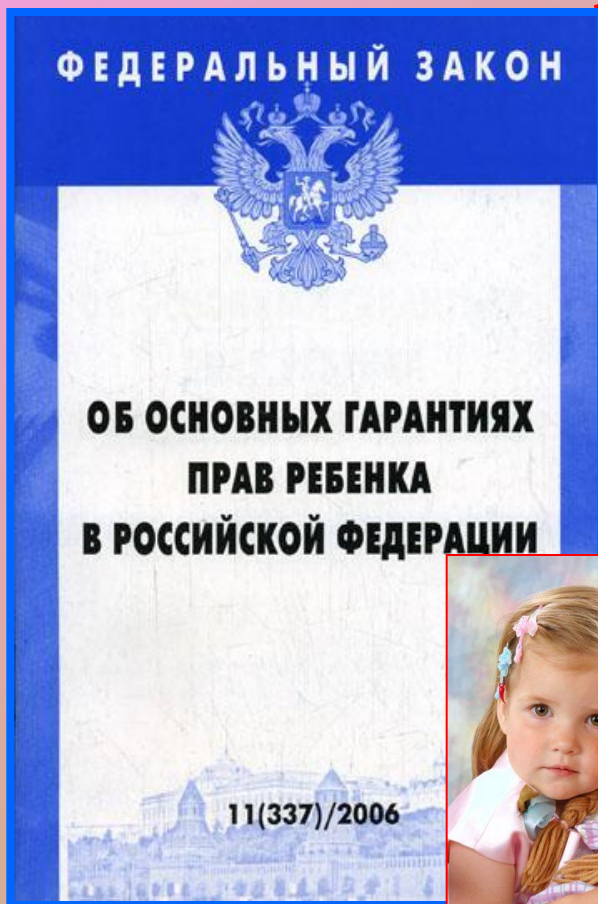 ФЕДЕРАЛЬНЫЙ ЗАКОН
ОБ ОСНОВНЫХ ГАРАНТИЯХ
ПРАВ РЕБЕНКА
В РОССИЙСКОЙ ФЕДЕРАЦИИ
11(337)/2006